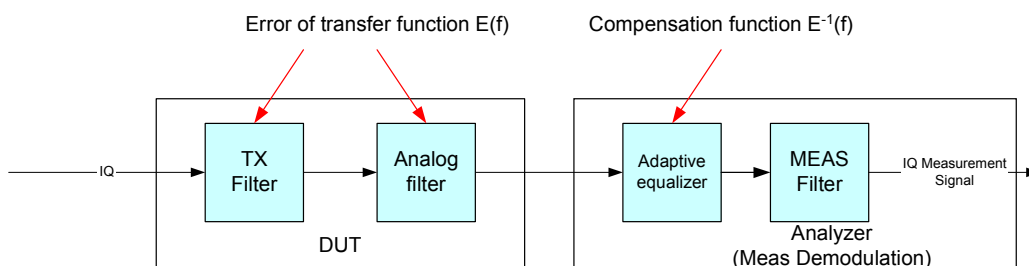 Error of transfer function E(f)
Compensation function E⁻¹(f)
IQ
TX
Filter
Analog
filter
DUT
Adaptive
equalizer
MEAS
Filter
IQ Measurement
Signal
Analyzer
(Meas Demodulation)